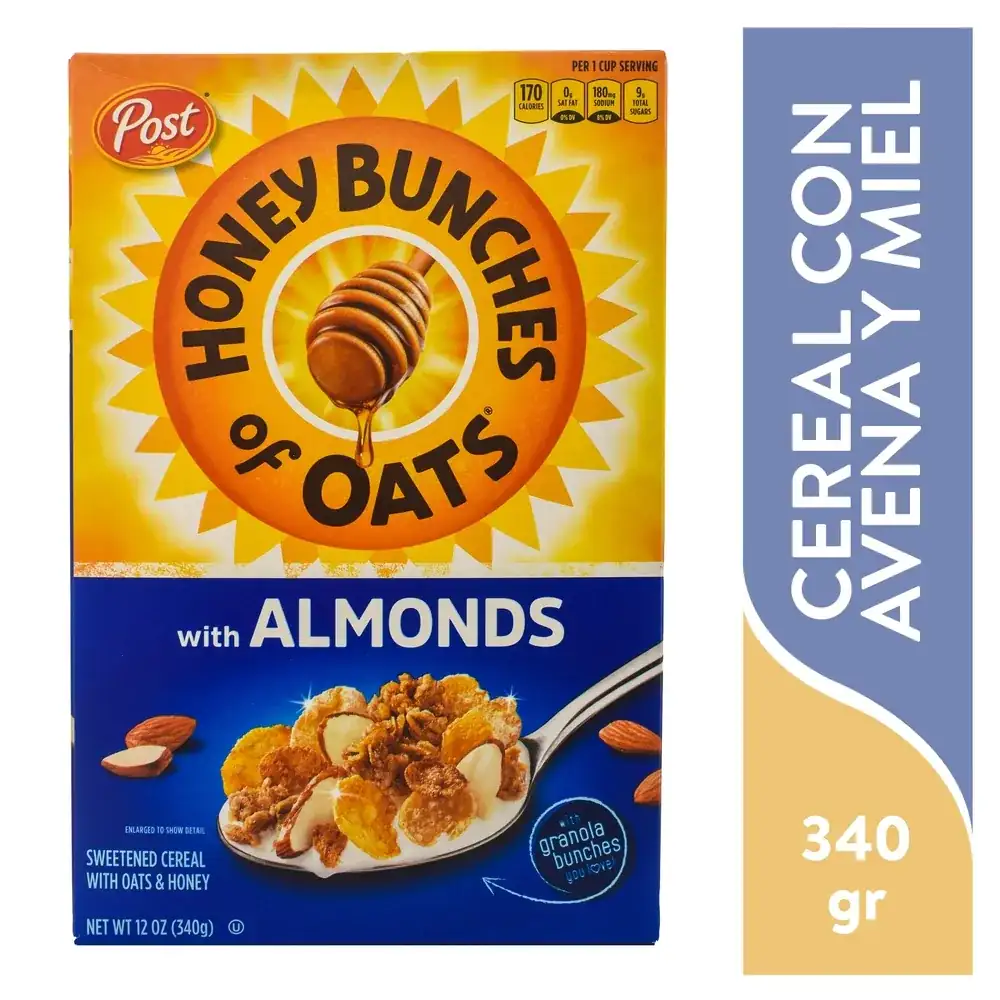 Post
PER 1 CUP SERVING
170 CALORIES
0g SAT FAT 0% DV
180mg SODIUM 8% DV
9g TOTAL SUGARS
HONEY BUNCHES
of OATS®
with ALMONDS
ENLARGED TO SHOW DETAIL
SWEETENED CEREAL
WITH OATS & HONEY
NET WT 12 OZ (340g) U
with
granola
bunches
you love!
CEREAL CON
AVENA Y MIEL
340
gr